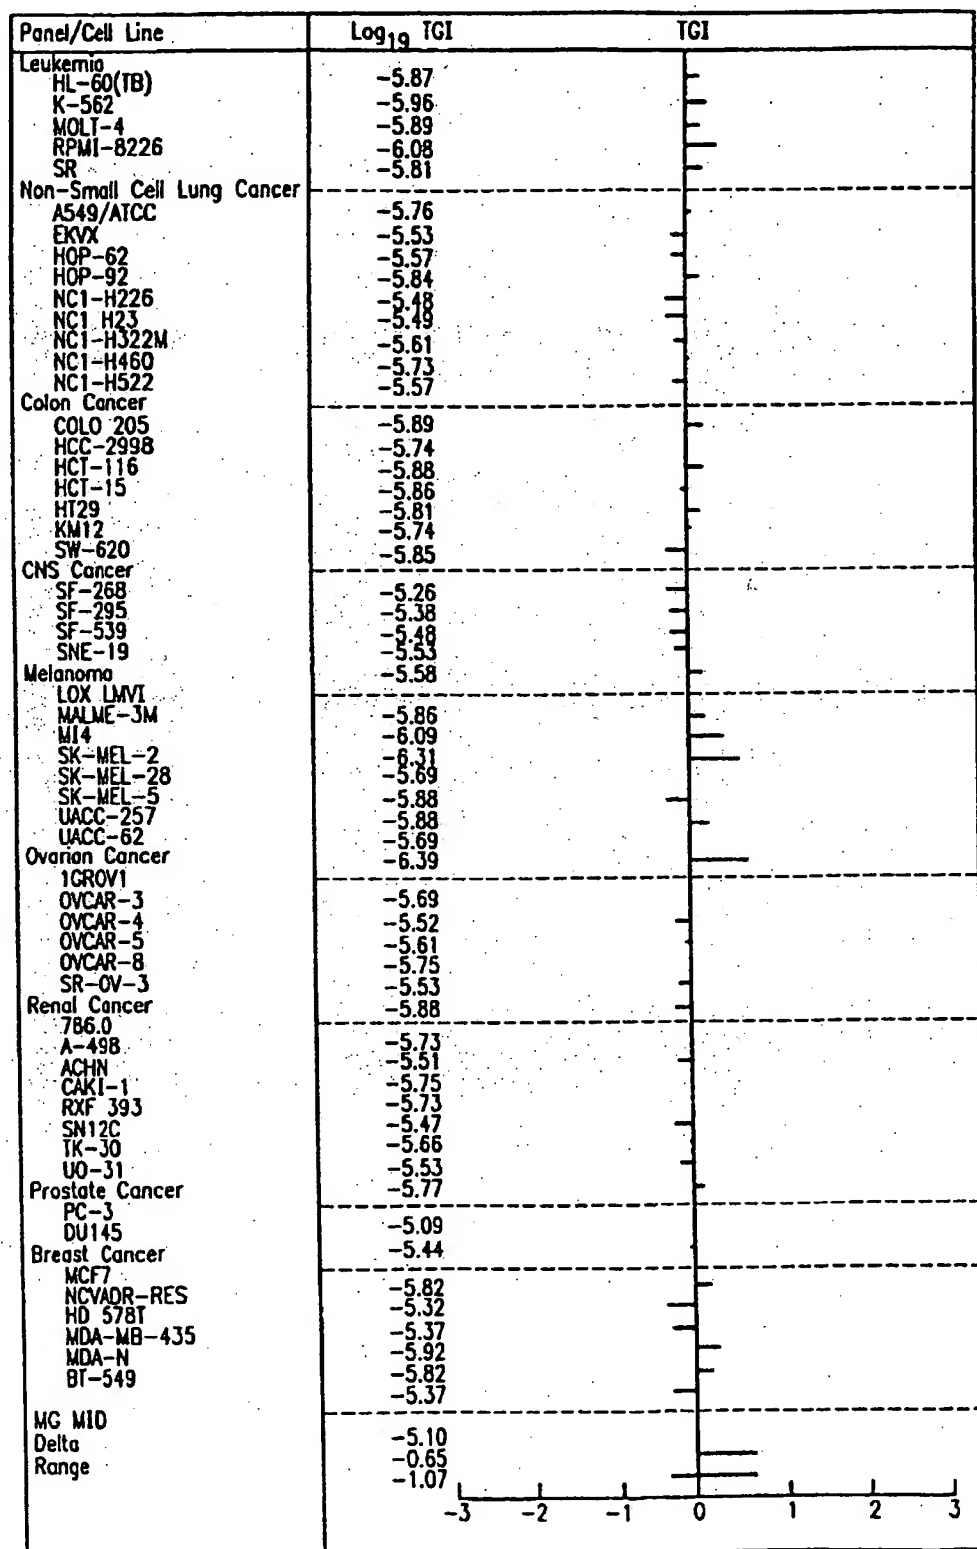 Panel/Cell Line Log19 TGI TGI
Leukemia
HL-60(TB) -5.87
K-562 -5.96
MOLT-4 -5.89
RPMI-8226 -6.08
SR -5.81
Non-Small Cell Lung Cancer
A549/ATCC -5.76
EKVX -5.53
HOP-62 -5.57
HOP-92 -5.84
NC1-H226 -5.48
NC1 H23 -5.49
NC1-H322M -5.61
NC1-H460 -5.73
NC1-H522 -5.57
Colon Cancer
COLO 205 -5.89
HCC-2998 -5.74
HCT-116 -5.88
HCT-15 -5.86
HT29 -5.81
KM12 -5.74
SW-620 -5.85
CNS Cancer
SF-268 -5.26
SF-295 -5.38
SF-539 -5.48
SNE-19 -5.53
Melanoma -5.58
LOX LMVI
MALME-3M -5.86
MI4 -6.09
SK-MEL-2 -6.31
SK-MEL-28 -5.69
SK-MEL-5 -5.88
UACC-257 -5.88
UACC-62 -5.69
Ovarian Cancer -6.39
1GROV1
OVCAR-3 -5.69
OVCAR-4 -5.52
OVCAR-5 -5.61
OVCAR-8 -5.75
SR-OV-3 -5.53
Renal Cancer -5.88
786.0
A-498 -5.73
ACHN -5.51
CAKI-1 -5.75
RXF 393 -5.73
SN12C -5.47
TK-30 -5.66
UO-31 -5.53
Prostate Cancer -5.77
PC-3
DU145 -5.09
Breast Cancer -5.44
MCF7
NCVADR-RES -5.82
HD 578T -5.32
MDA-MB-435 -5.37
MDA-N -5.92
BT-549 -5.82
-5.37
MG MID
Delta -5.10
Range -0.65
-1.07
-3 -2 -1 0 1 2 3